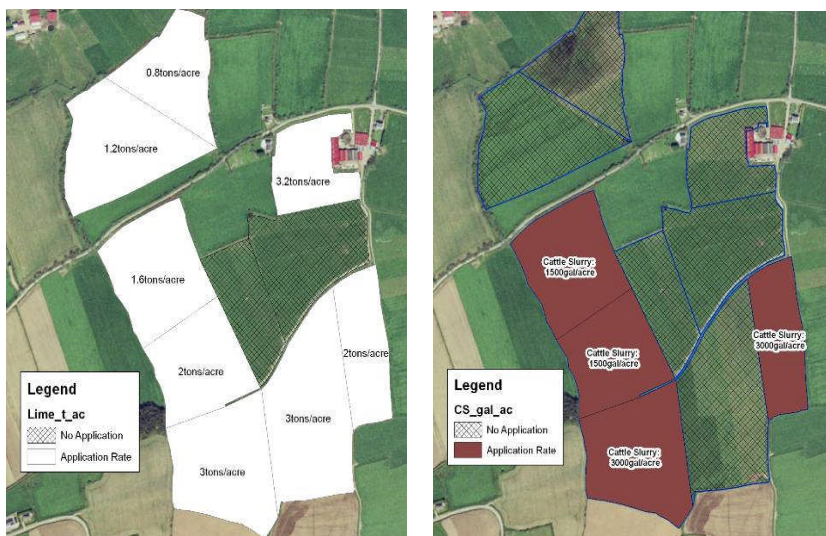 0.8tons/acre
1.2tons/acre
3.2tons/acre
1.6tons/acre
2tons/acre
2tons/acre
3tons/acre
3tons/acre
Legend
Lime_t_ac
No Application
Application Rate
Cattle Slurry:
1500gal/acre
Cattle Slurry:
1500gal/acre
Cattle Slurry:
3000gal/acre
Cattle Slurry:
3000gal/acre
Legend
CS_gal_ac
No Application
Application Rate